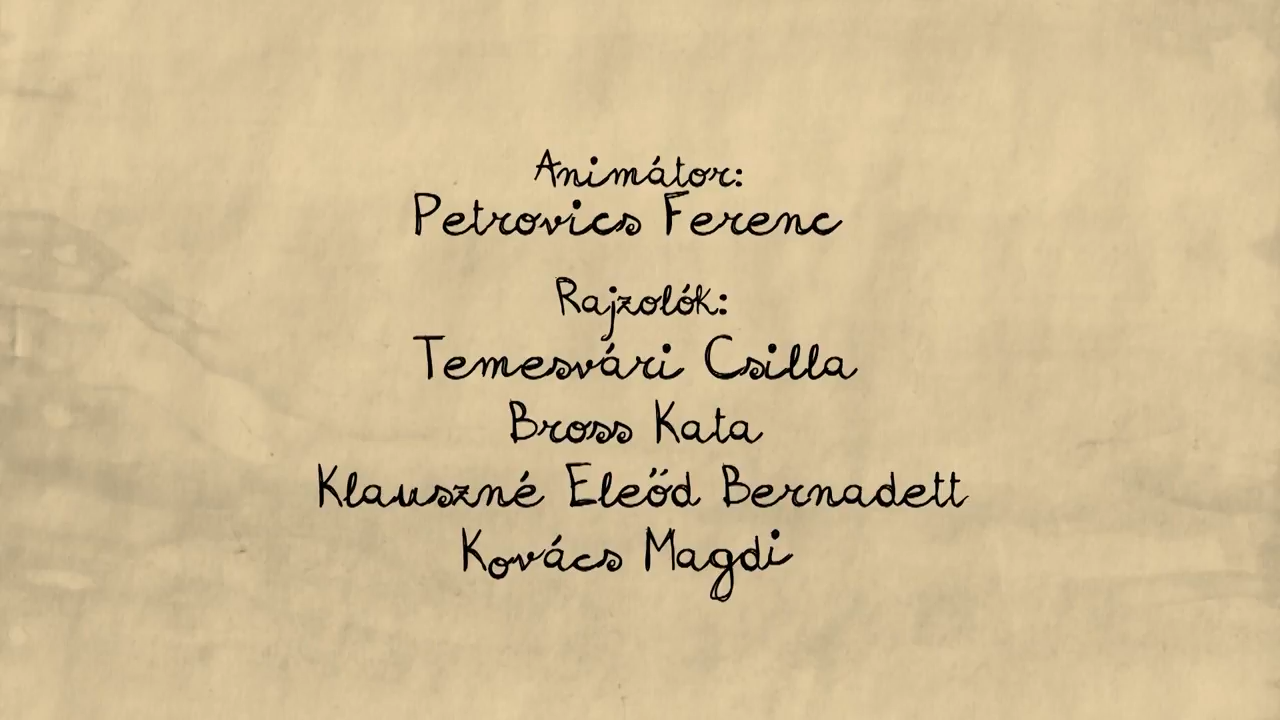 Animátor:
Petrovics Ferenc
Rajzolók:
Temesvári Csilla
Bross Kata
Klauszné Eleőd Bernadett
Kovács Magdi